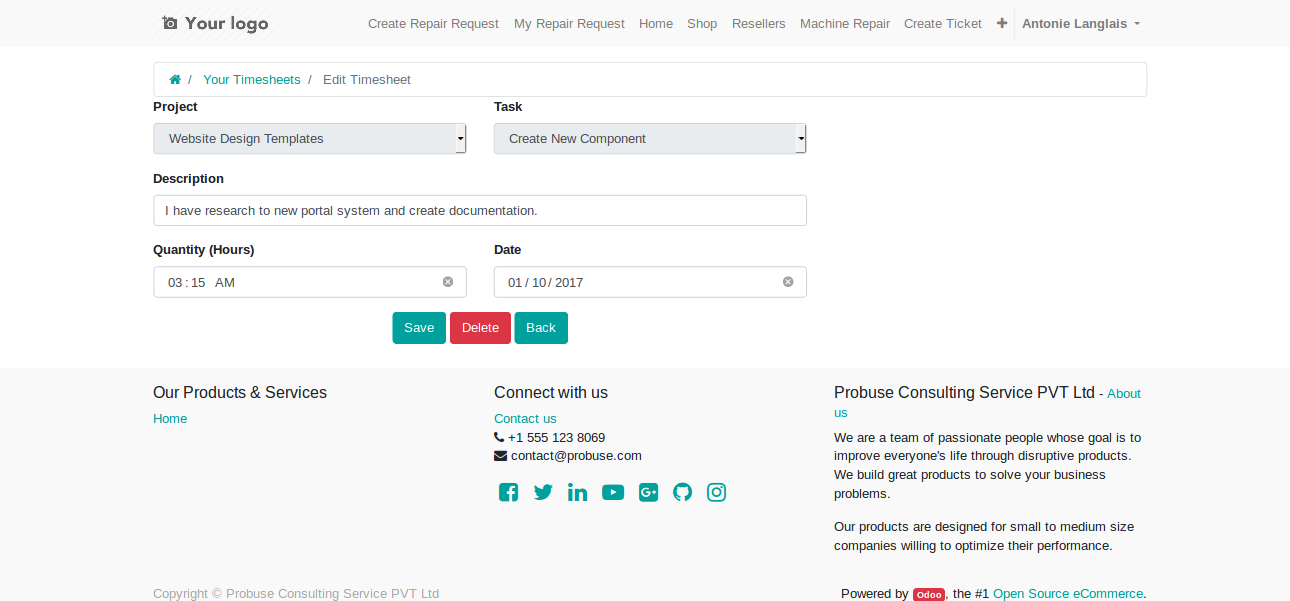 Your logo
Create Repair Request My Repair Request Home Shop Resellers Machine Repair Create Ticket Antonie Langlais
/ Your Timesheets / Edit Timesheet
Project Task
Website Design Templates Create New Component
Description
I have research to new portal system and create documentation.
Quantity (Hours) Date
03 : 15 AM 01 / 10 / 2017
Save Delete Back
Our Products & Services
Home
Connect with us
Contact us
+1 555 123 8069
contact@probuse.com
Probuse Consulting Service PVT Ltd - About
us
We are a team of passionate people whose goal is to
improve everyone's life through disruptive products.
We build great products to solve your business
problems.
Our products are designed for small to medium size
companies willing to optimize their performance.
Copyright © Probuse Consulting Service PVT Ltd
Powered by Odoo, the #1 Open Source eCommerce.